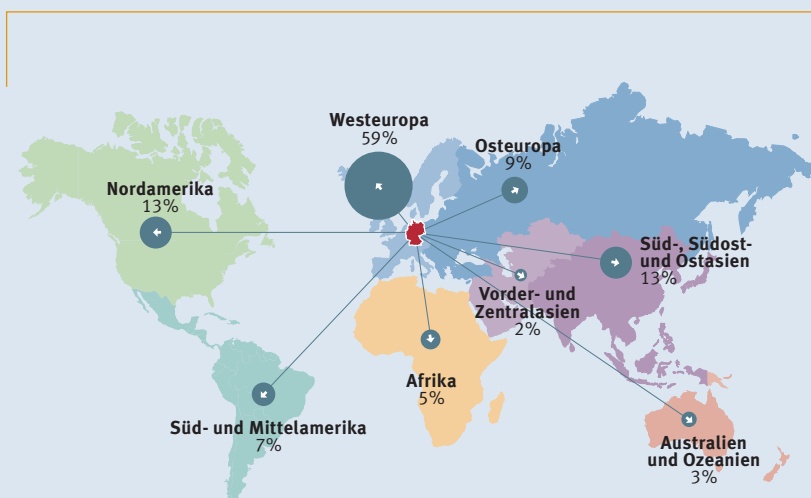 Westeuropa
59%
Osteuropa
9%
Nordamerika
13%
Süd-, Südost-
und Ostasien
13%
Vorder- und
Zentralasien
2%
Afrika
5%
Süd- und Mittelamerika
7%
Australien
und Ozeanien
3%